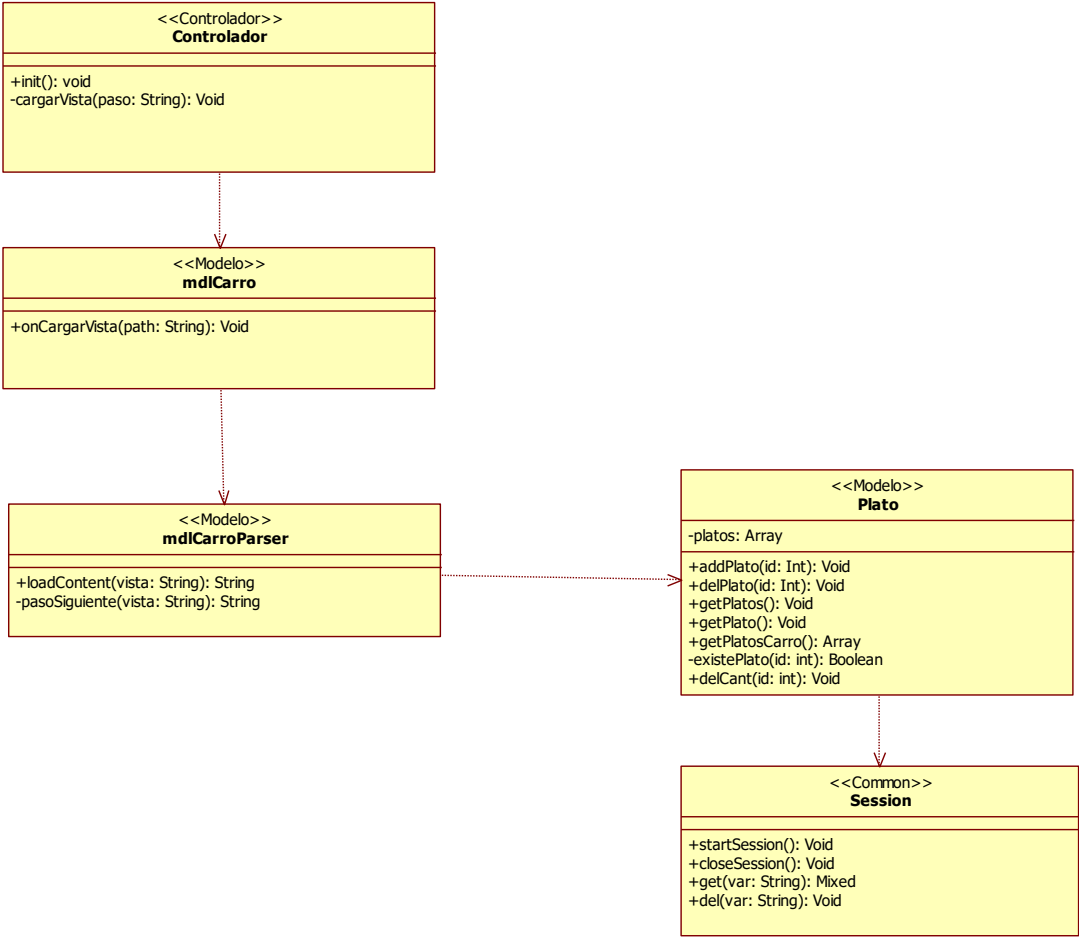 <<Controlador>>
Controlador
+init(): void
-cargarVista(paso: String): Void
<<Modelo>>
mdlCarro
+onCargarVista(path: String): Void
<<Modelo>>
mdlCarroParser
+loadContent(vista: String): String
-pasoSiguiente(vista: String): String
<<Modelo>>
Plato
-platos: Array
+addPlato(id: Int): Void
+delPlato(id: Int): Void
+getPlatos(): Void
+getPlato(): Void
+getPlatosCarro(): Array
-existePlato(id: int): Boolean
+delCant(id: int): Void
<<Common>>
Session
+startSession(): Void
+closeSession(): Void
+get(var: String): Mixed
+del(var: String): Void